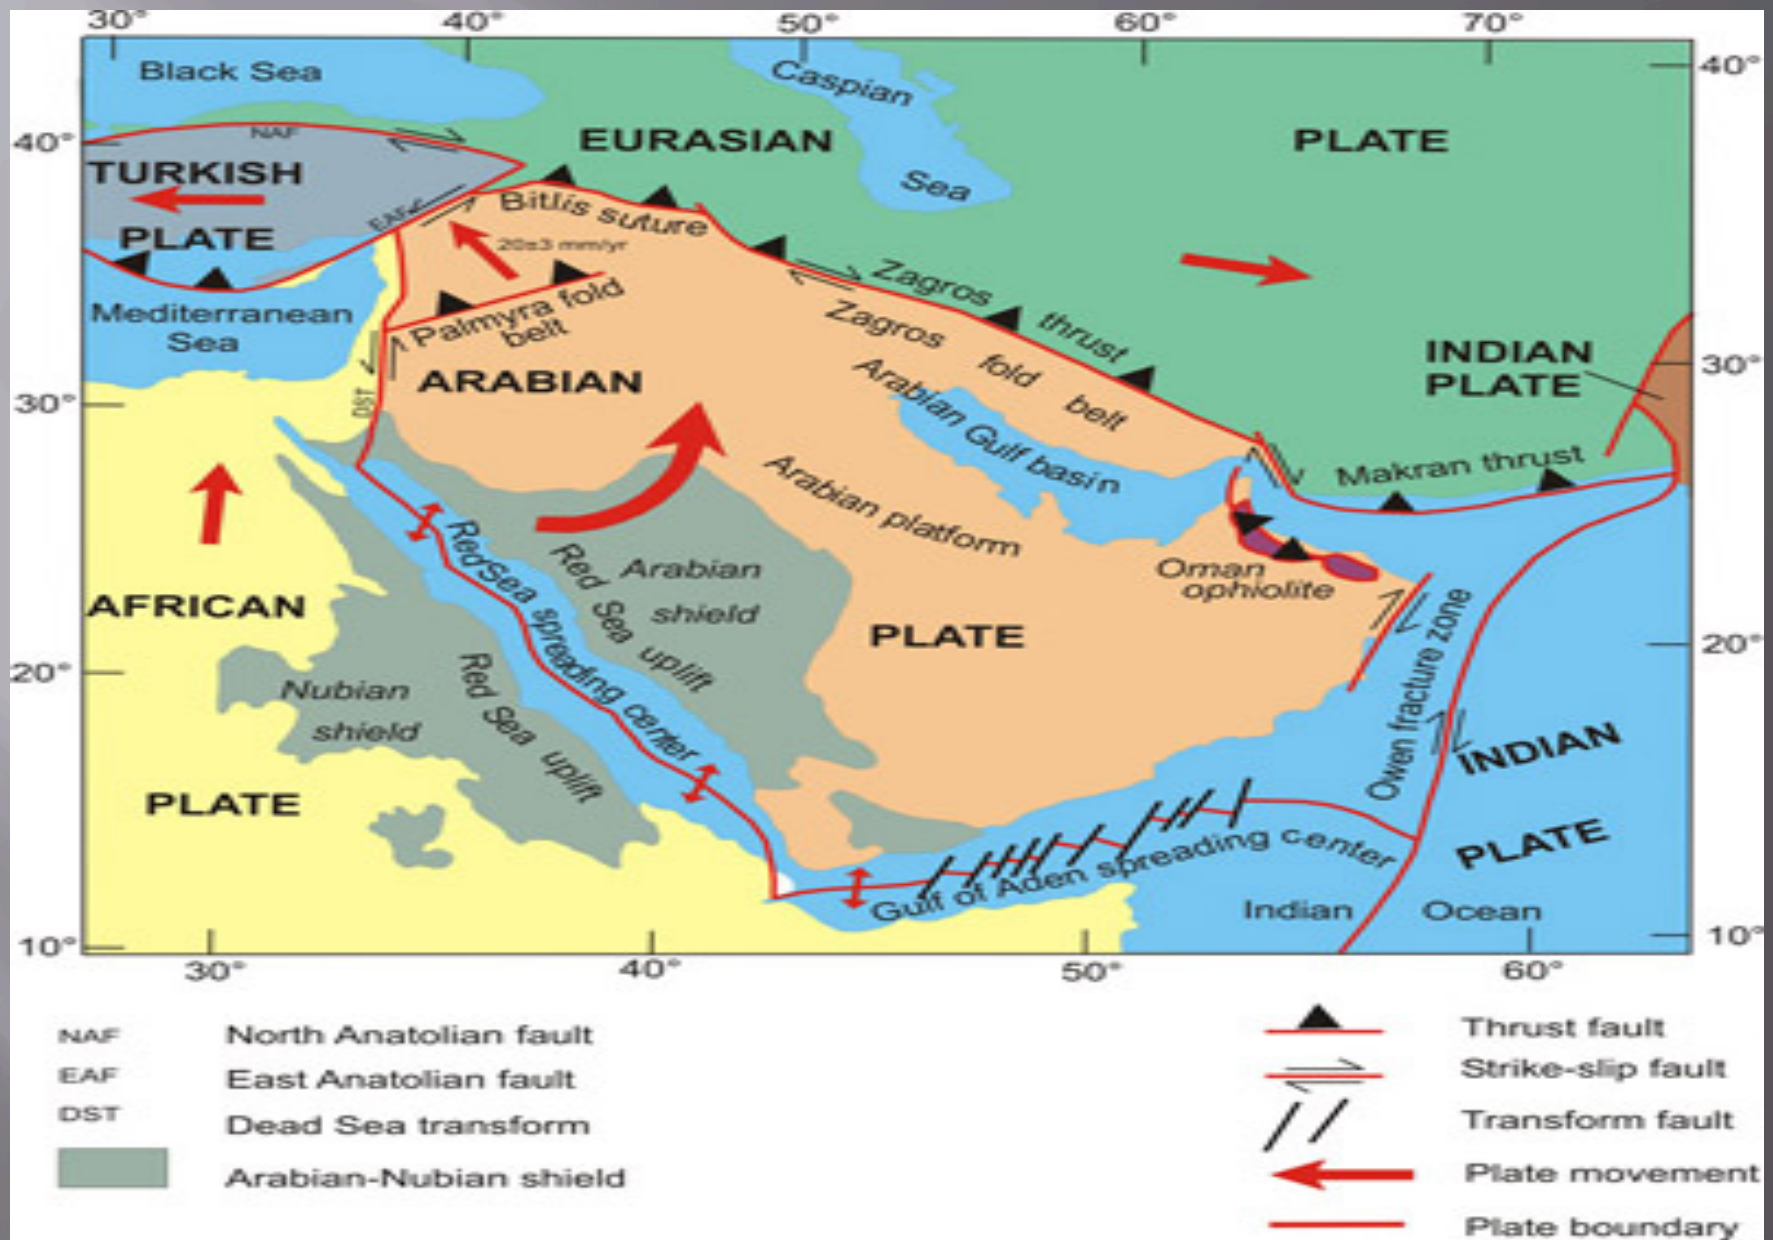 30° 40° 50° 60° 70°
Black Sea
Caspian
Sea
40°
40°
NAF
EURASIAN PLATE
TURKISH
PLATE
EAF
Bitlis suture
20±3 mm/yr
Zagros thrust
Zagros fold belt
Mediterranean
Sea
Palmyra fold
belt
INDIAN
PLATE
30°
30°
ARABIAN
DST
Arabian Gulf basin
Makran thrust
Arabian platform
Red Sea spreading center
Red Sea uplift
Arabian
shield
Oman
ophiolite
AFRICAN
PLATE
20°
20°
Owen fracture zone
Nubian
shield
Red Sea uplift
INDIAN
PLATE
PLATE
Gulf of Aden spreading center
Indian Ocean
10°
10°
30° 40° 50° 60°
NAF North Anatolian fault
EAF East Anatolian fault
DST Dead Sea transform
Arabian-Nubian shield
Thrust fault
Strike-slip fault
Transform fault
Plate movement
Plate boundary